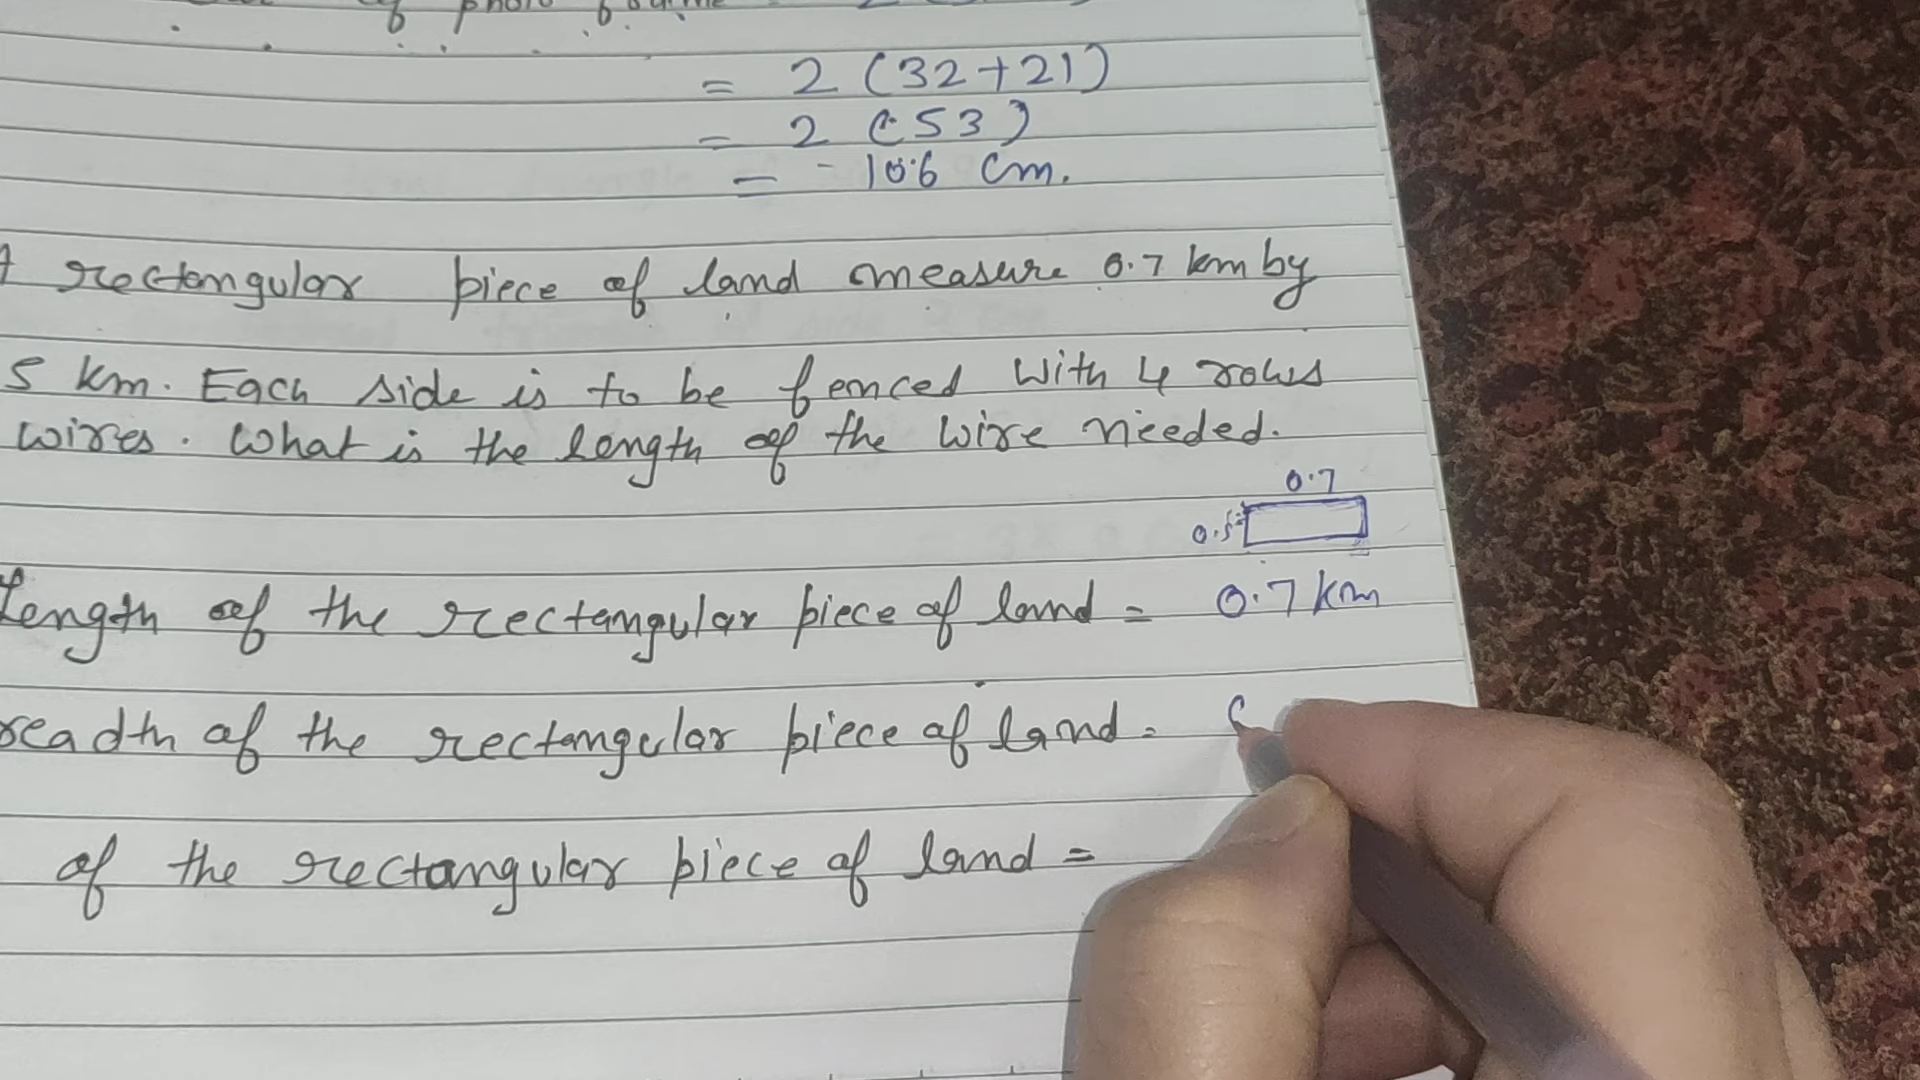 of photo frame
= 2 (32+21)
= 2 (53)
= 106 cm.
rectangular piece of land measure 0.7 km by
5 km. Each side is to be fenced with 4 rows
wires. What is the length of the wire needed.
0.7
0.5
Length of the rectangular piece of land = 0.7 km
readth of the rectangular piece of land =
of the rectangular piece of land =